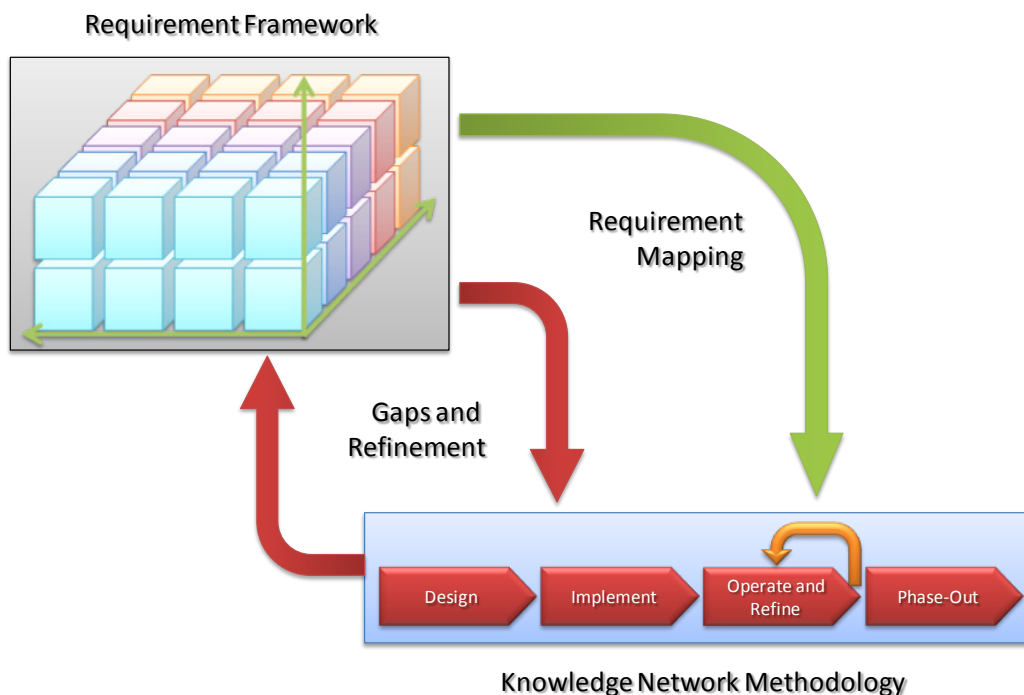 Requirement Framework
Requirement
Mapping
Gaps and
Refinement
Design
Implement
Operate and
Refine
Phase-Out
Knowledge Network Methodology